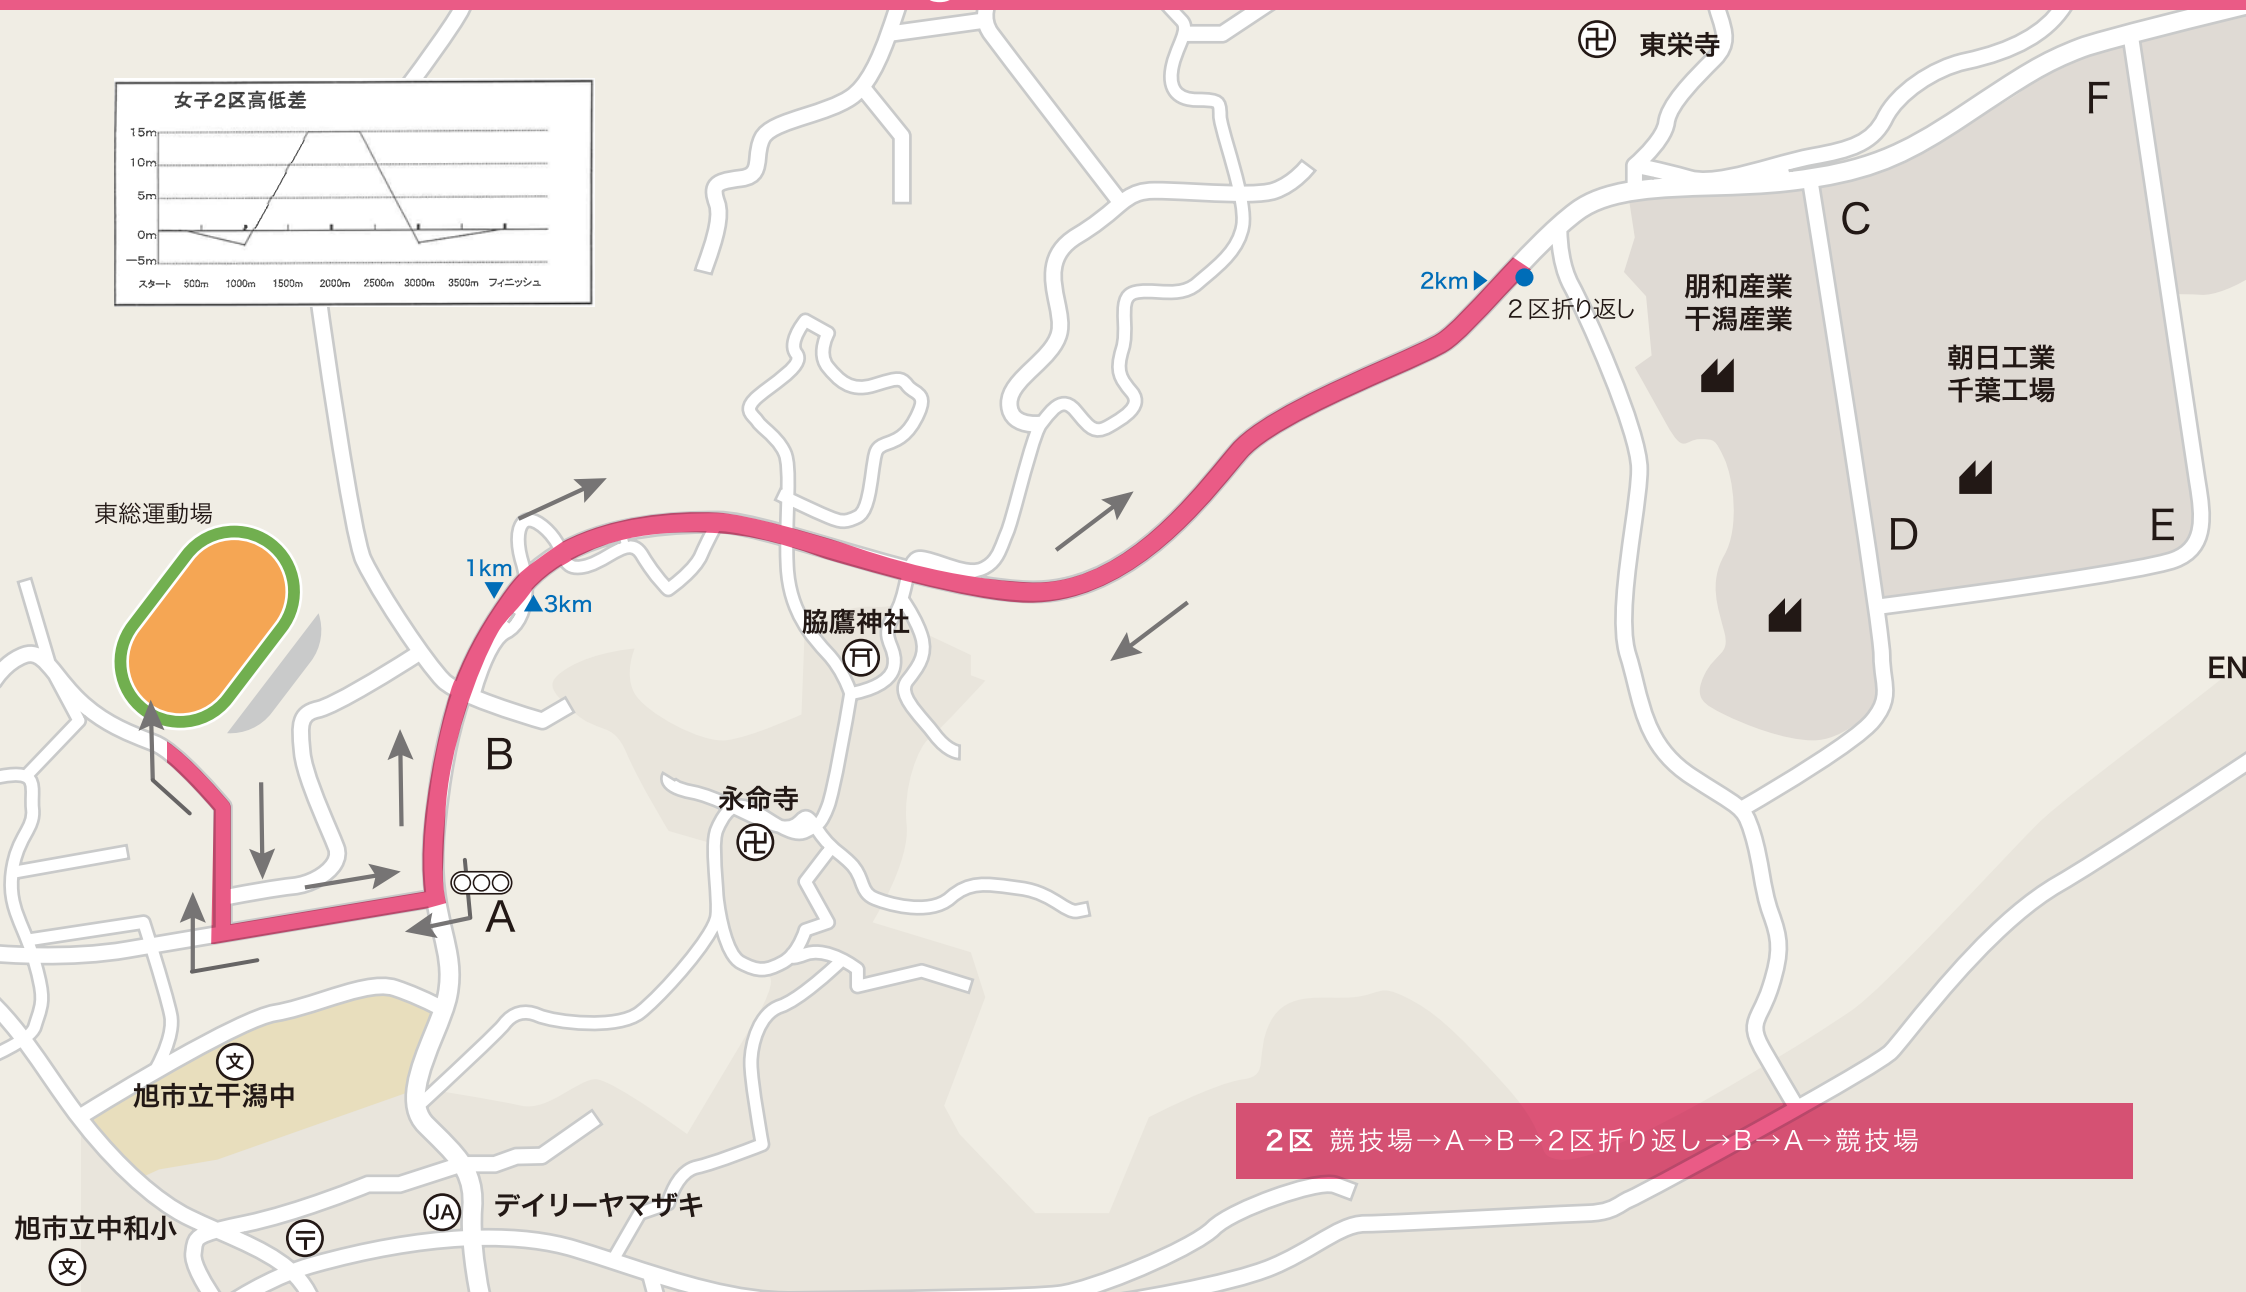 東栄寺
女子2区高低差
15m
10m
5m
0m
−5m
スタート 500m 1000m 1500m 2000m 2500m 3000m 3500m フィニッシュ
F
C
2km
2区折り返し
朋和産業
干潟産業
朝日工業
千葉工場
D
E
東総運動場
1km
3km
脇鷹神社
EN
B
永命寺
A
文
旭市立干潟中
2区 競技場→A→B→2区折り返し→B→A→競技場
JA
デイリーヤマザキ
旭市立中和小
〒
文